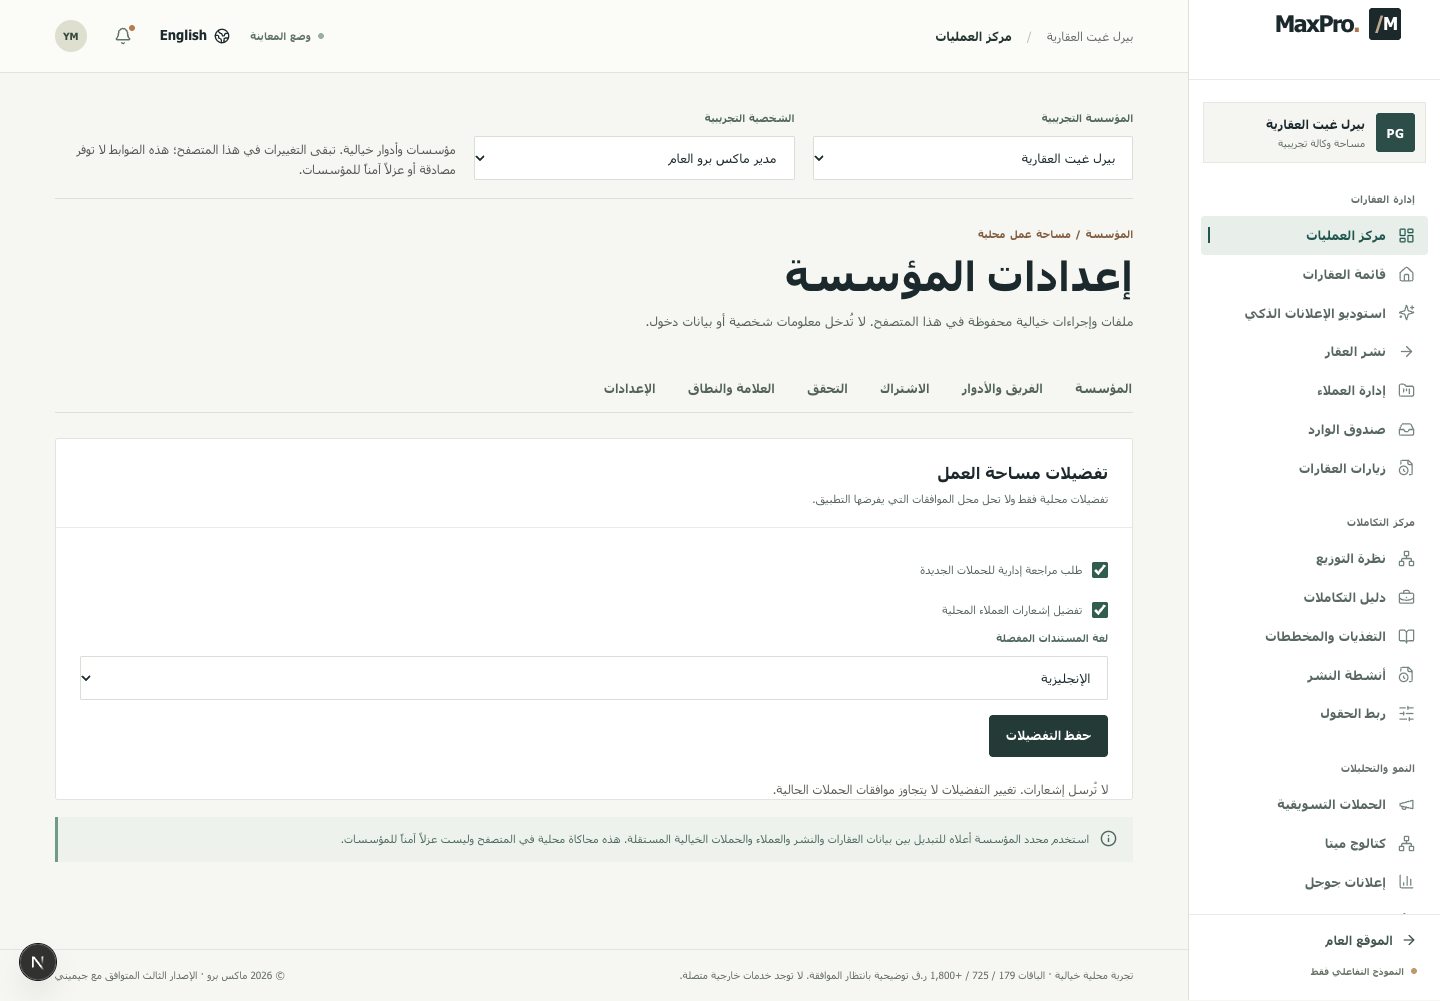 MaxPro.
/M
بيرل غيت العقارية
مساحة وكالة تجريبية
PG
إدارة العقارات
مركز العمليات
قائمة العقارات
استوديو الإعلانات الذكي
نشر العقار
إدارة العملاء
صندوق الوارد
زيارات العقارات
مركز التكاملات
نظرة التوزيع
دليل التكاملات
التغذيات والمخططات
أنشطة النشر
ربط الحقول
النمو والتحليلات
الحملات التسويقية
كتالوج ميتا
إعلانات جوجل
الموقع العام
النموذج التفاعلي فقط
بيرل غيت العقارية / مركز العمليات
وضع المعاينة
English
YM
المؤسسة التجريبية
بيرل غيت العقارية
الشخصية التجريبية
مدير ماكس برو العام
مؤسسات وأدوار خيالية. تبقى التغييرات في هذا المتصفح؛ هذه الضوابط لا توفر
مصادقة أو عزلاً آمناً للمؤسسات.
المؤسسة / مساحة عمل محلية
إعدادات المؤسسة
ملفات وإجراءات خيالية محفوظة في هذا المتصفح. لا تُدخل معلومات شخصية أو بيانات دخول.
المؤسسة
الفريق والأدوار
الاشتراك
التحقق
العلامة والنطاق
الإعدادات
تفضيلات مساحة العمل
تفضيلات محلية فقط ولا تحل محل الموافقات التي يفرضها التطبيق.
طلب مراجعة إدارية للحملات الجديدة
تفضيل إشعارات العملاء المحلية
لغة المستندات المفضلة
الإنجليزية
حفظ التفضيلات
لا تُرسل إشعارات. تغيير التفضيلات لا يتجاوز موافقات الحملات الحالية.
استخدم محدد المؤسسة أعلاه للتبديل بين بيانات العقارات والنشر والعملاء والحملات الخيالية المستقلة. هذه محاكاة محلية في المتصفح وليست عزلاً آمناً للمؤسسات.
تجربة محلية خيالية · الباقات 179 / 725 / +1,800 ر.ق توضيحية بانتظار الموافقة. لا توجد خدمات خارجية متصلة.
© 2026 ماكس برو · الإصدار الثالث المتوافق مع جيميني
N